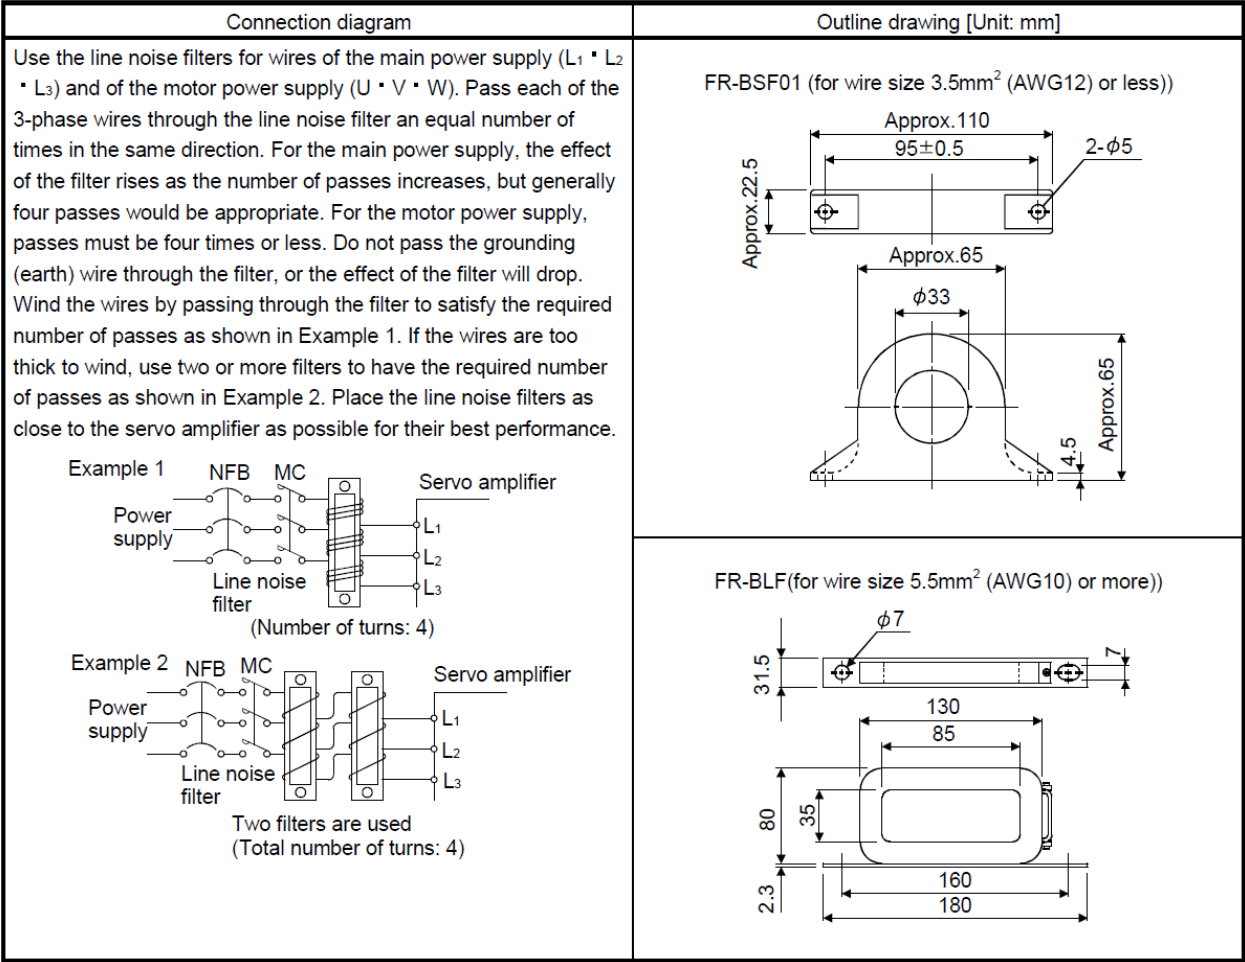 Connection diagram
Outline drawing [Unit: mm]
Use the line noise filters for wires of the main power supply (L1・L2
・L3) and of the motor power supply (U・V・W). Pass each of the
3-phase wires through the line noise filter an equal number of
times in the same direction. For the main power supply, the effect
of the filter rises as the number of passes increases, but generally
four passes would be appropriate. For the motor power supply,
passes must be four times or less. Do not pass the grounding
(earth) wire through the filter, or the effect of the filter will drop.
Wind the wires by passing through the filter to satisfy the required
number of passes as shown in Example 1. If the wires are too
thick to wind, use two or more filters to have the required number
of passes as shown in Example 2. Place the line noise filters as
close to the servo amplifier as possible for their best performance.
Example 1
NFB
MC
Servo amplifier
Power
supply
L1
L2
L3
Line noise
filter
(Number of turns: 4)
Example 2
NFB
MC
Servo amplifier
Power
supply
L1
L2
L3
Line noise
filter
Two filters are used
(Total number of turns: 4)
FR-BSF01 (for wire size 3.5mm2 (AWG12) or less))
Approx.110
95±0.5
2-ϕ5
Approx.22.5
Approx.65
ϕ33
Approx.65
4.5
FR-BLF(for wire size 5.5mm2 (AWG10) or more))
ϕ7
31.5
7
130
85
80
35
2.3
160
180